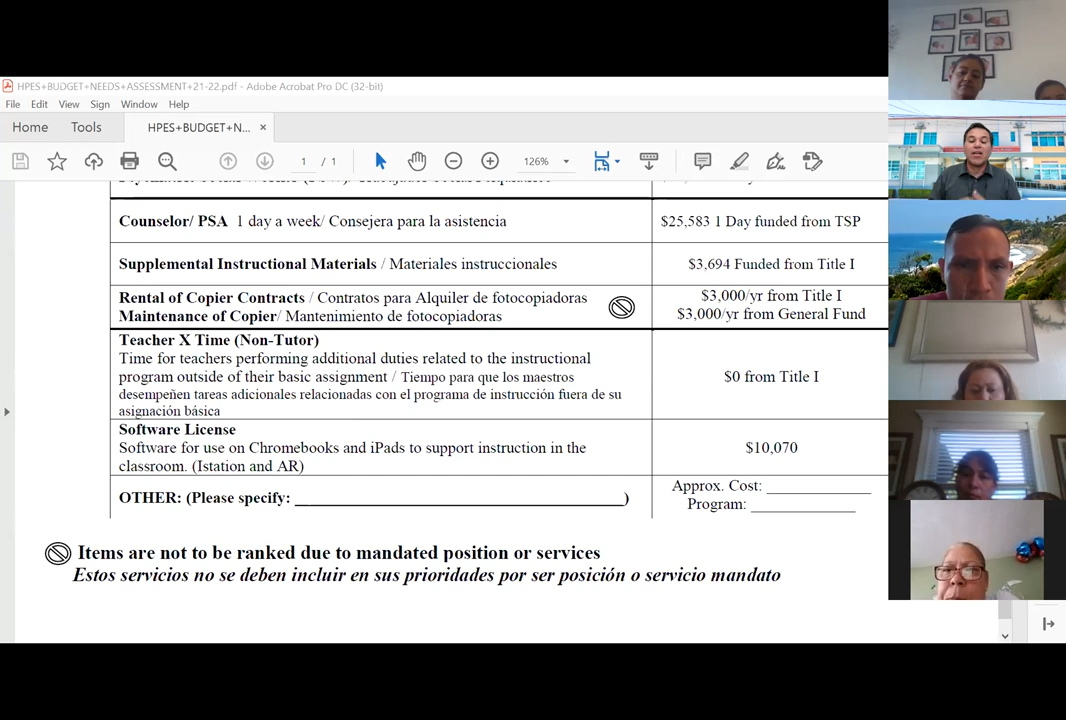 HPES+BUDGET+NEEDS+ASSESSMENT+21-22.pdf - Adobe Acrobat Pro DC (32-bit)
File Edit View Sign Window Help
Home Tools HPES+BUDGET+N... ×
1 / 1 126%
Counselor/ PSA 1 day a week/ Consejera para la asistencia
$25,583 1 Day funded from TSP
Supplemental Instructional Materials / Materiales instruccionales
$3,694 Funded from Title I
Rental of Copier Contracts / Contratos para Alquiler de fotocopiadoras
Maintenance of Copier/ Mantenimiento de fotocopiadoras
$3,000/yr from Title I
$3,000/yr from General Fund
Teacher X Time (Non-Tutor)
Time for teachers performing additional duties related to the instructional
program outside of their basic assignment / Tiempo para que los maestros
desempeñen tareas adicionales relacionadas con el programa de instrucción fuera de su
asignación básica
$0 from Title I
Software License
Software for use on Chromebooks and iPads to support instruction in the
classroom. (Istation and AR)
$10,070
OTHER: (Please specify: ______________________________)
Approx. Cost: ____________
Program: ____________
Items are not to be ranked due to mandated position or services
Estos servicios no se deben incluir en sus prioridades por ser posición o servicio mandato